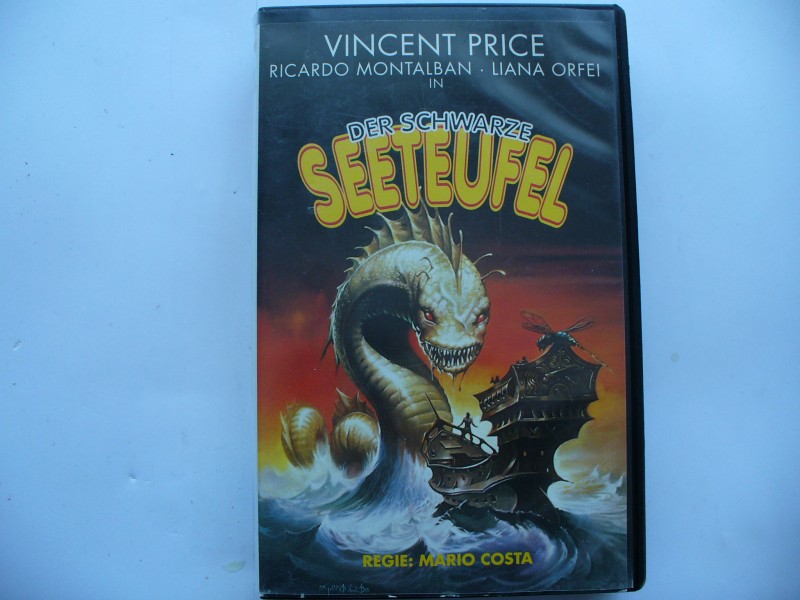 VINCENT PRICE
RICARDO MONTALBAN · LIANA ORFEI
IN
DER SCHWARZE
SEETEUFEL
REGIE: MARIO COSTA